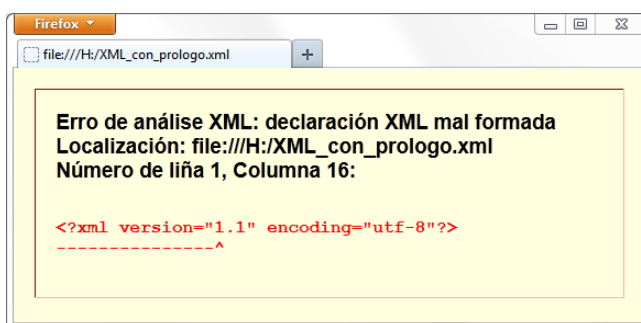 Firefox
file:///H:/XML_con_prologo.xml
Erro de análise XML: declaración XML mal formada
Localización: file:///H:/XML_con_prologo.xml
Número de liña 1, Columna 16:
<?xml version="1.1" encoding="utf-8"?>
---------------^